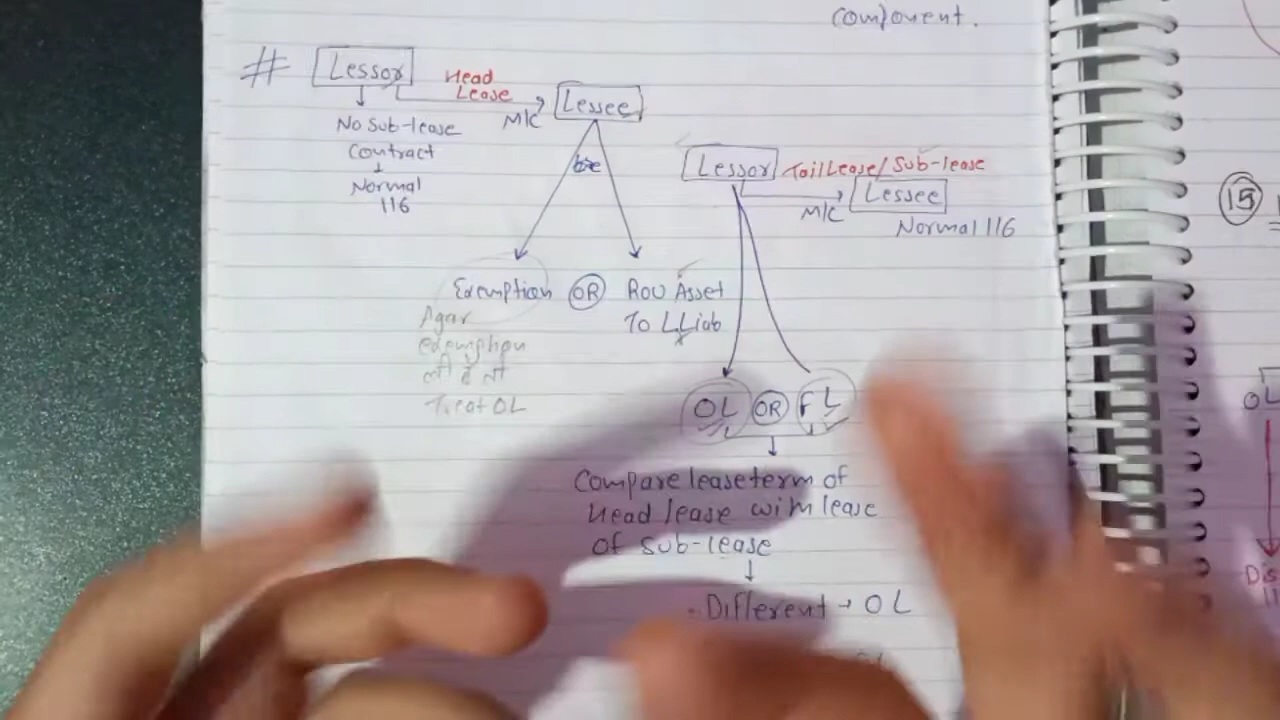 component.
# Lessor
Head
Lease
M/c
Lessee
No Sub-lease
Contract
Normal
116
Lessor
Tail Lease/ Sub-lease
M/c
Lessee
Normal 116
Exemption OR ROU Asset
To LLiab
Agar
exemption
Treat OL
OL OR FL
Compare lease term of
Head lease with lease
of sub-lease
Different → OL
15
OL
Dis